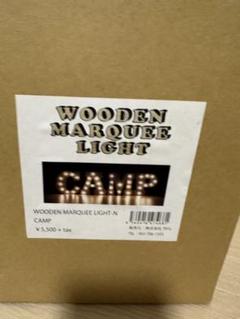 WOODEN
MARQUEE
LIGHT
CAMP
WOODEN MARQUEE LIGHT-N
CAMP
¥5,500 + tax